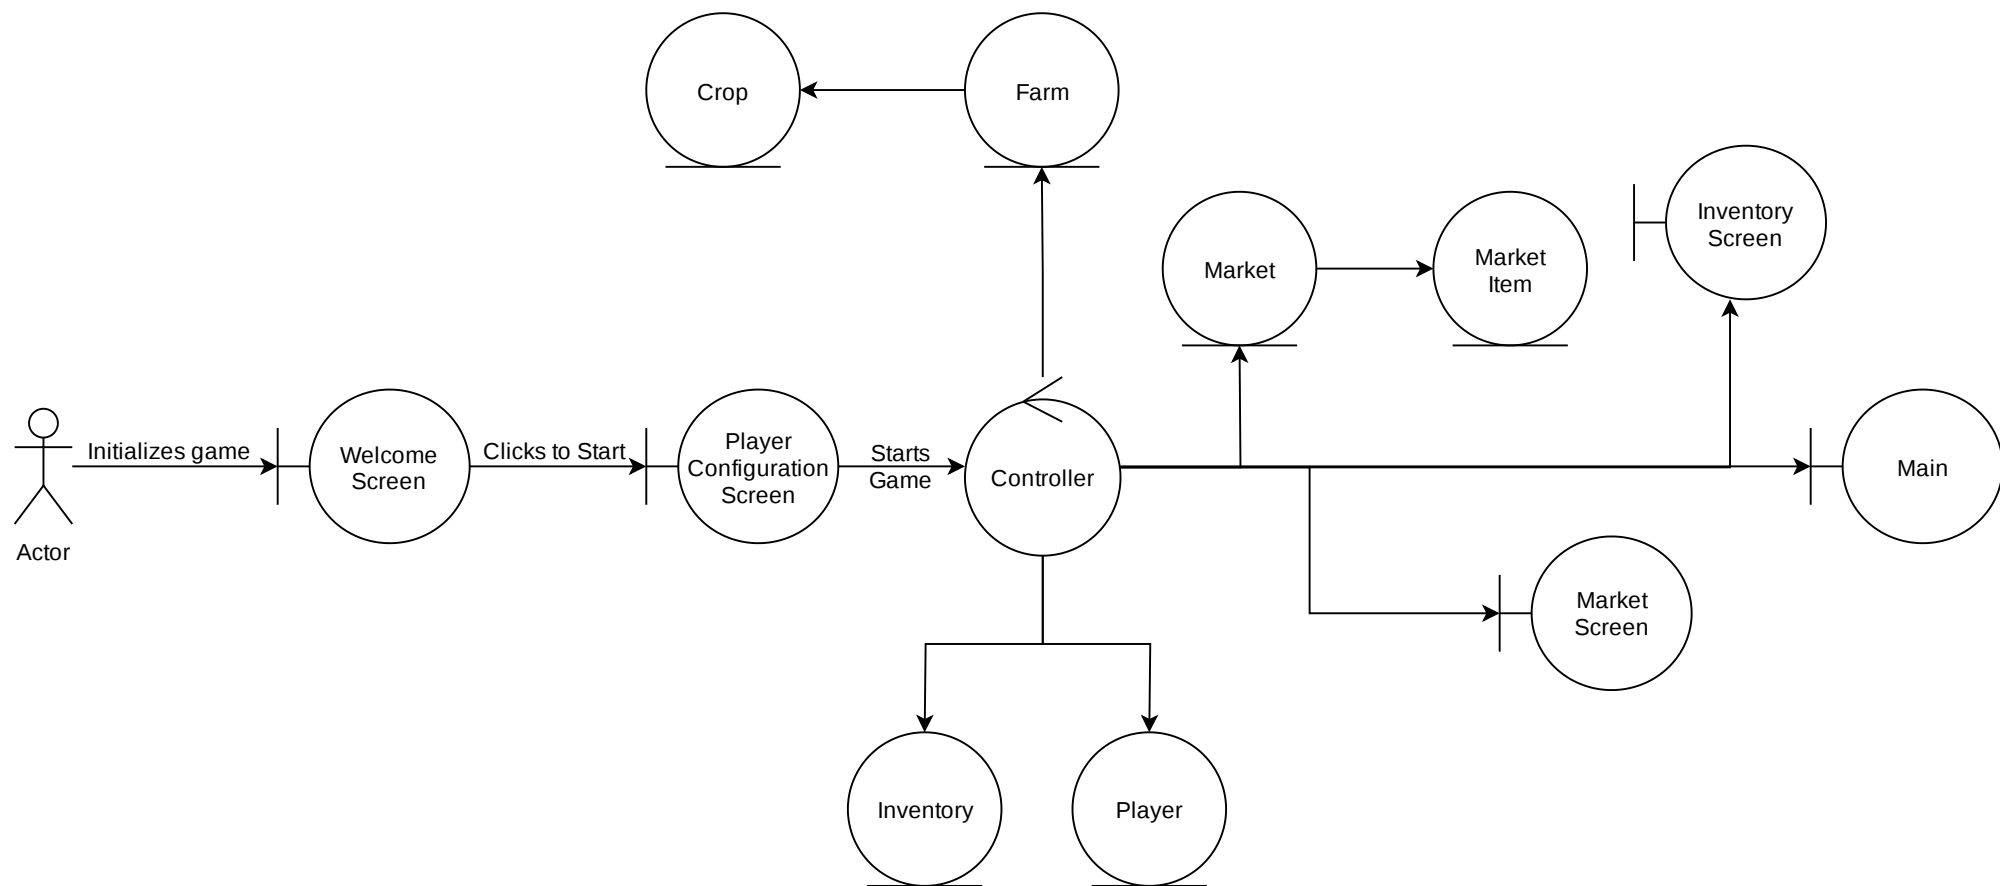 Crop
Farm
Inventory
Screen
Market
Market
Item
Initializes game
Welcome
Screen
Clicks to Start
Player
Configuration
Screen
Starts
Game
Controller
Main
Actor
Market
Screen
Inventory
Player